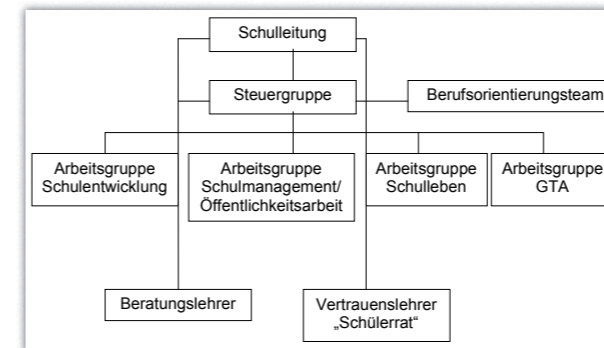 Schulleitung
Steuergruppe
Berufsorientierungsteam
Arbeitsgruppe
Schulentwicklung
Arbeitsgruppe
Schulmanagement/
Öffentlichkeitsarbeit
Arbeitsgruppe
Schulleben
Arbeitsgruppe
GTA
Beratungslehrer
Vertrauenslehrer
„Schülerrat“